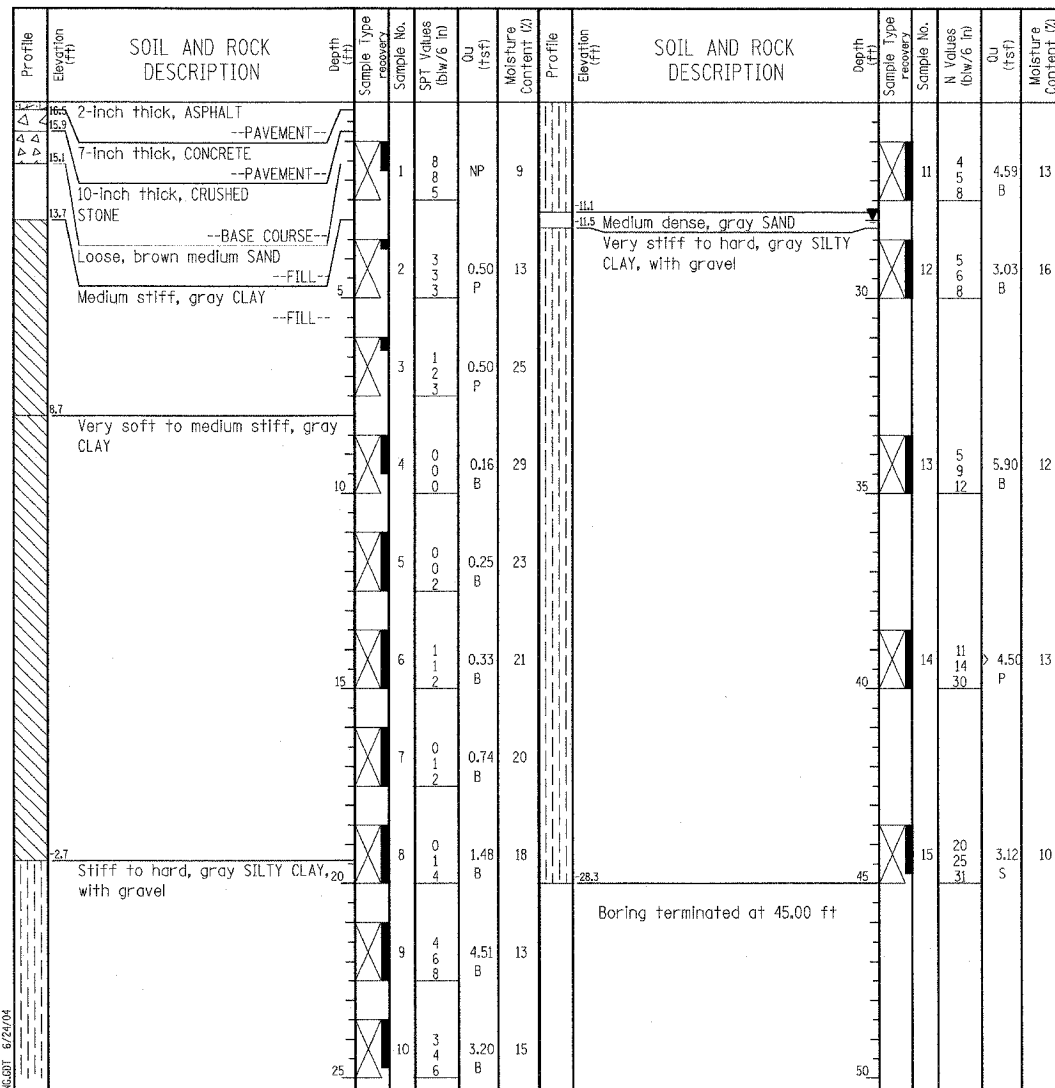 Profile
Elevation (ft)
SOIL AND ROCK DESCRIPTION
Depth (ft)
Sample Type recovery
Sample No.
SPT Values (blw/6 in)
Qu (tsf)
Moisture Content (%)
16.5 2-inch thick, ASPHALT
--PAVEMENT--
15.9
7-inch thick, CONCRETE
--PAVEMENT--
15.1
10-inch thick, CRUSHED
STONE
--BASE COURSE--
13.7
Loose, brown medium SAND
--FILL--
Medium stiff, gray CLAY
--FILL--
8.7
Very soft to medium stiff, gray
CLAY
-2.7
Stiff to hard, gray SILTY CLAY,
with gravel
5
10
15
20
25
1 8 8 5 NP 9
2 3 3 3 0.50 P 13
3 1 2 3 0.50 P 25
4 0 0 0 0.16 B 29
5 0 0 2 0.25 B 23
6 1 1 2 0.33 B 21
7 0 1 2 0.74 B 20
8 0 1 4 1.48 B 18
9 4 6 8 4.51 B 13
10 3 4 6 3.20 B 15
Profile
Elevation (ft)
SOIL AND ROCK DESCRIPTION
Depth (ft)
Sample Type recovery
Sample No.
N Values (blw/6 in)
Qu (tsf)
Moisture Content (%)
-11.1
-11.5 Medium dense, gray SAND
Very stiff to hard, gray SILTY
CLAY, with gravel
-28.3
Boring terminated at 45.00 ft
30
35
40
45
50
11 4 5 8 4.59 B 13
12 5 6 8 3.03 B 16
13 5 9 12 5.90 B 12
14 11 14 30 > 4.50 P 13
15 20 25 31 3.12 S 10
NG.GDT 6/24/04